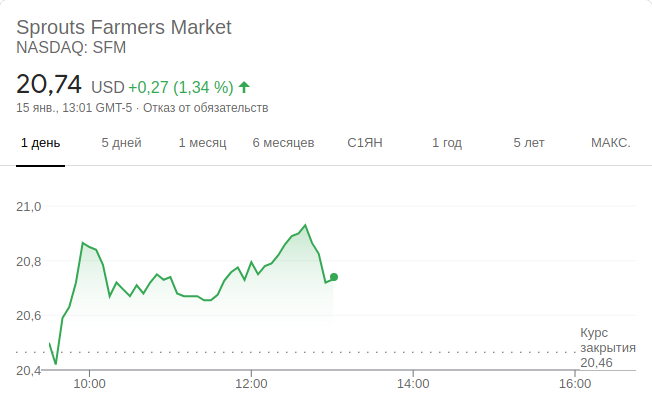 Sprouts Farmers Market
NASDAQ: SFM
20,74 USD +0,27 (1,34 %)
15 янв., 13:01 GMT-5 · Отказ от обязательств
1 день 5 дней 1 месяц 6 месяцев С1ЯН 1 год 5 лет МАКС.
21,0
20,8
20,6
Курс
закрытия
20,46
20,4
10:00 12:00 14:00 16:00